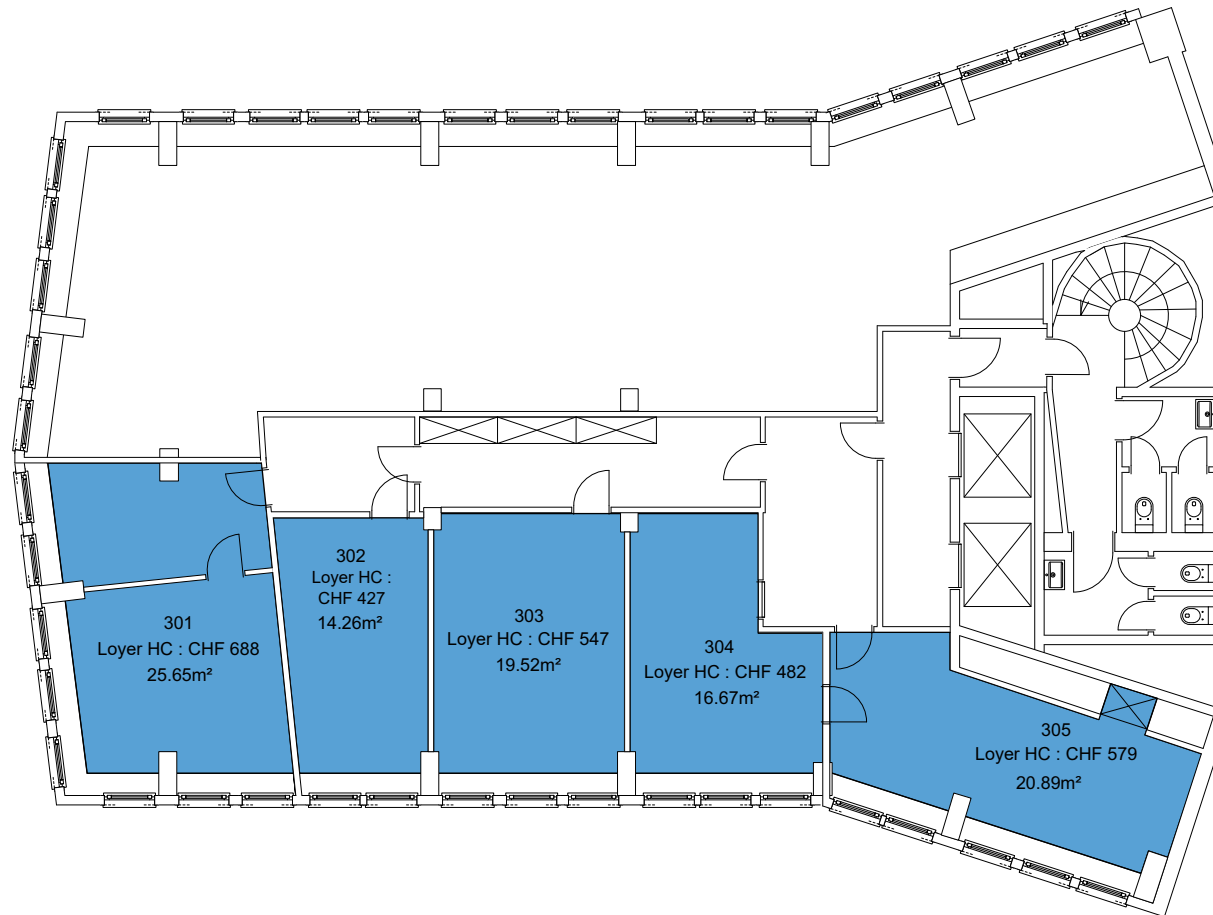 301
Loyer HC : CHF 688
25.65m²
302
Loyer HC :
CHF 427
14.26m²
303
Loyer HC : CHF 547
19.52m²
304
Loyer HC : CHF 482
16.67m²
305
Loyer HC : CHF 579
20.89m²